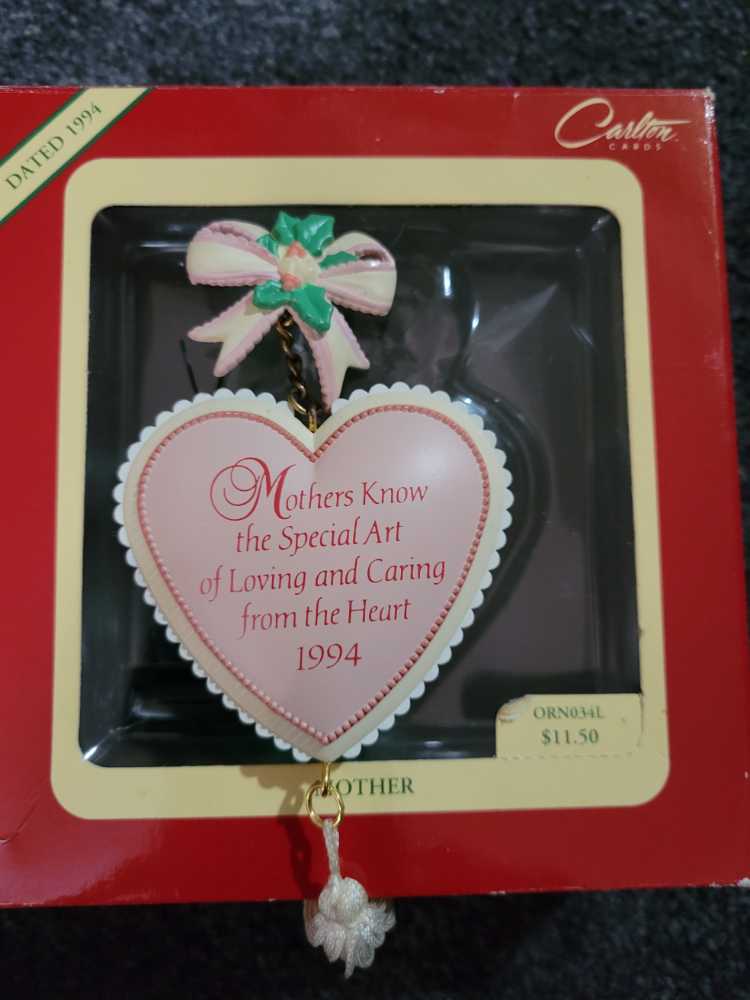 DATED 1994
Carlton
CARDS
Mothers Know
the Special Art
of Loving and Caring
from the Heart
1994
ORN034L
$11.50
MOTHER